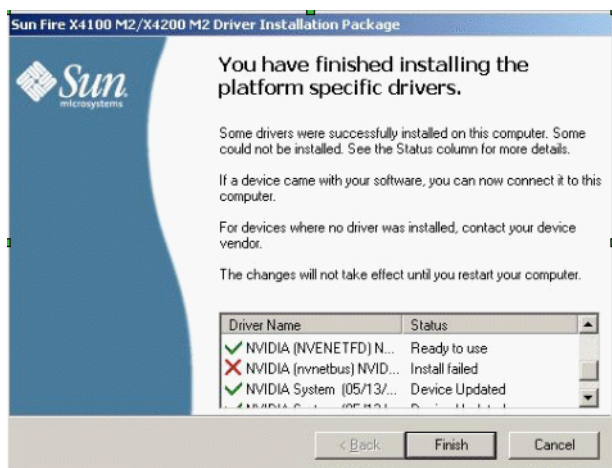 Sun Fire X4100 M2/X4200 M2 Driver Installation Package
Sun
microsystems
You have finished installing the
platform specific drivers.
Some drivers were successfully installed on this computer. Some
could not be installed. See the Status column for more details.
If a device came with your software, you can now connect it to this
computer.
For devices where no driver was installed, contact your device
vendor.
The changes will not take effect until you restart your computer.
Driver Name Status
NVIDIA (NVENETFD) N... Ready to use
NVIDIA (nvnetbus) NVID... Install failed
NVIDIA System (05/13/... Device Updated
< Back Finish Cancel